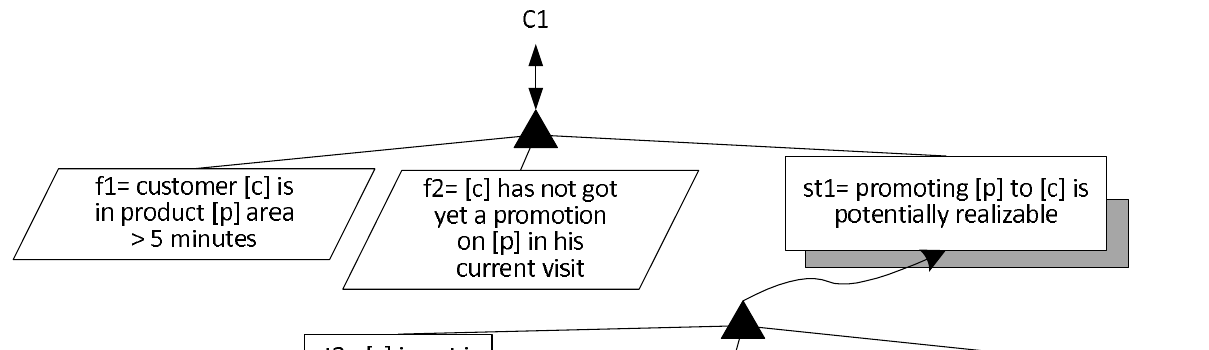 C1
f1= customer [c] is
in product [p] area
> 5 minutes
f2= [c] has not got
yet a promotion
on [p] in his
current visit
st1= promoting [p] to [c] is
potentially realizable